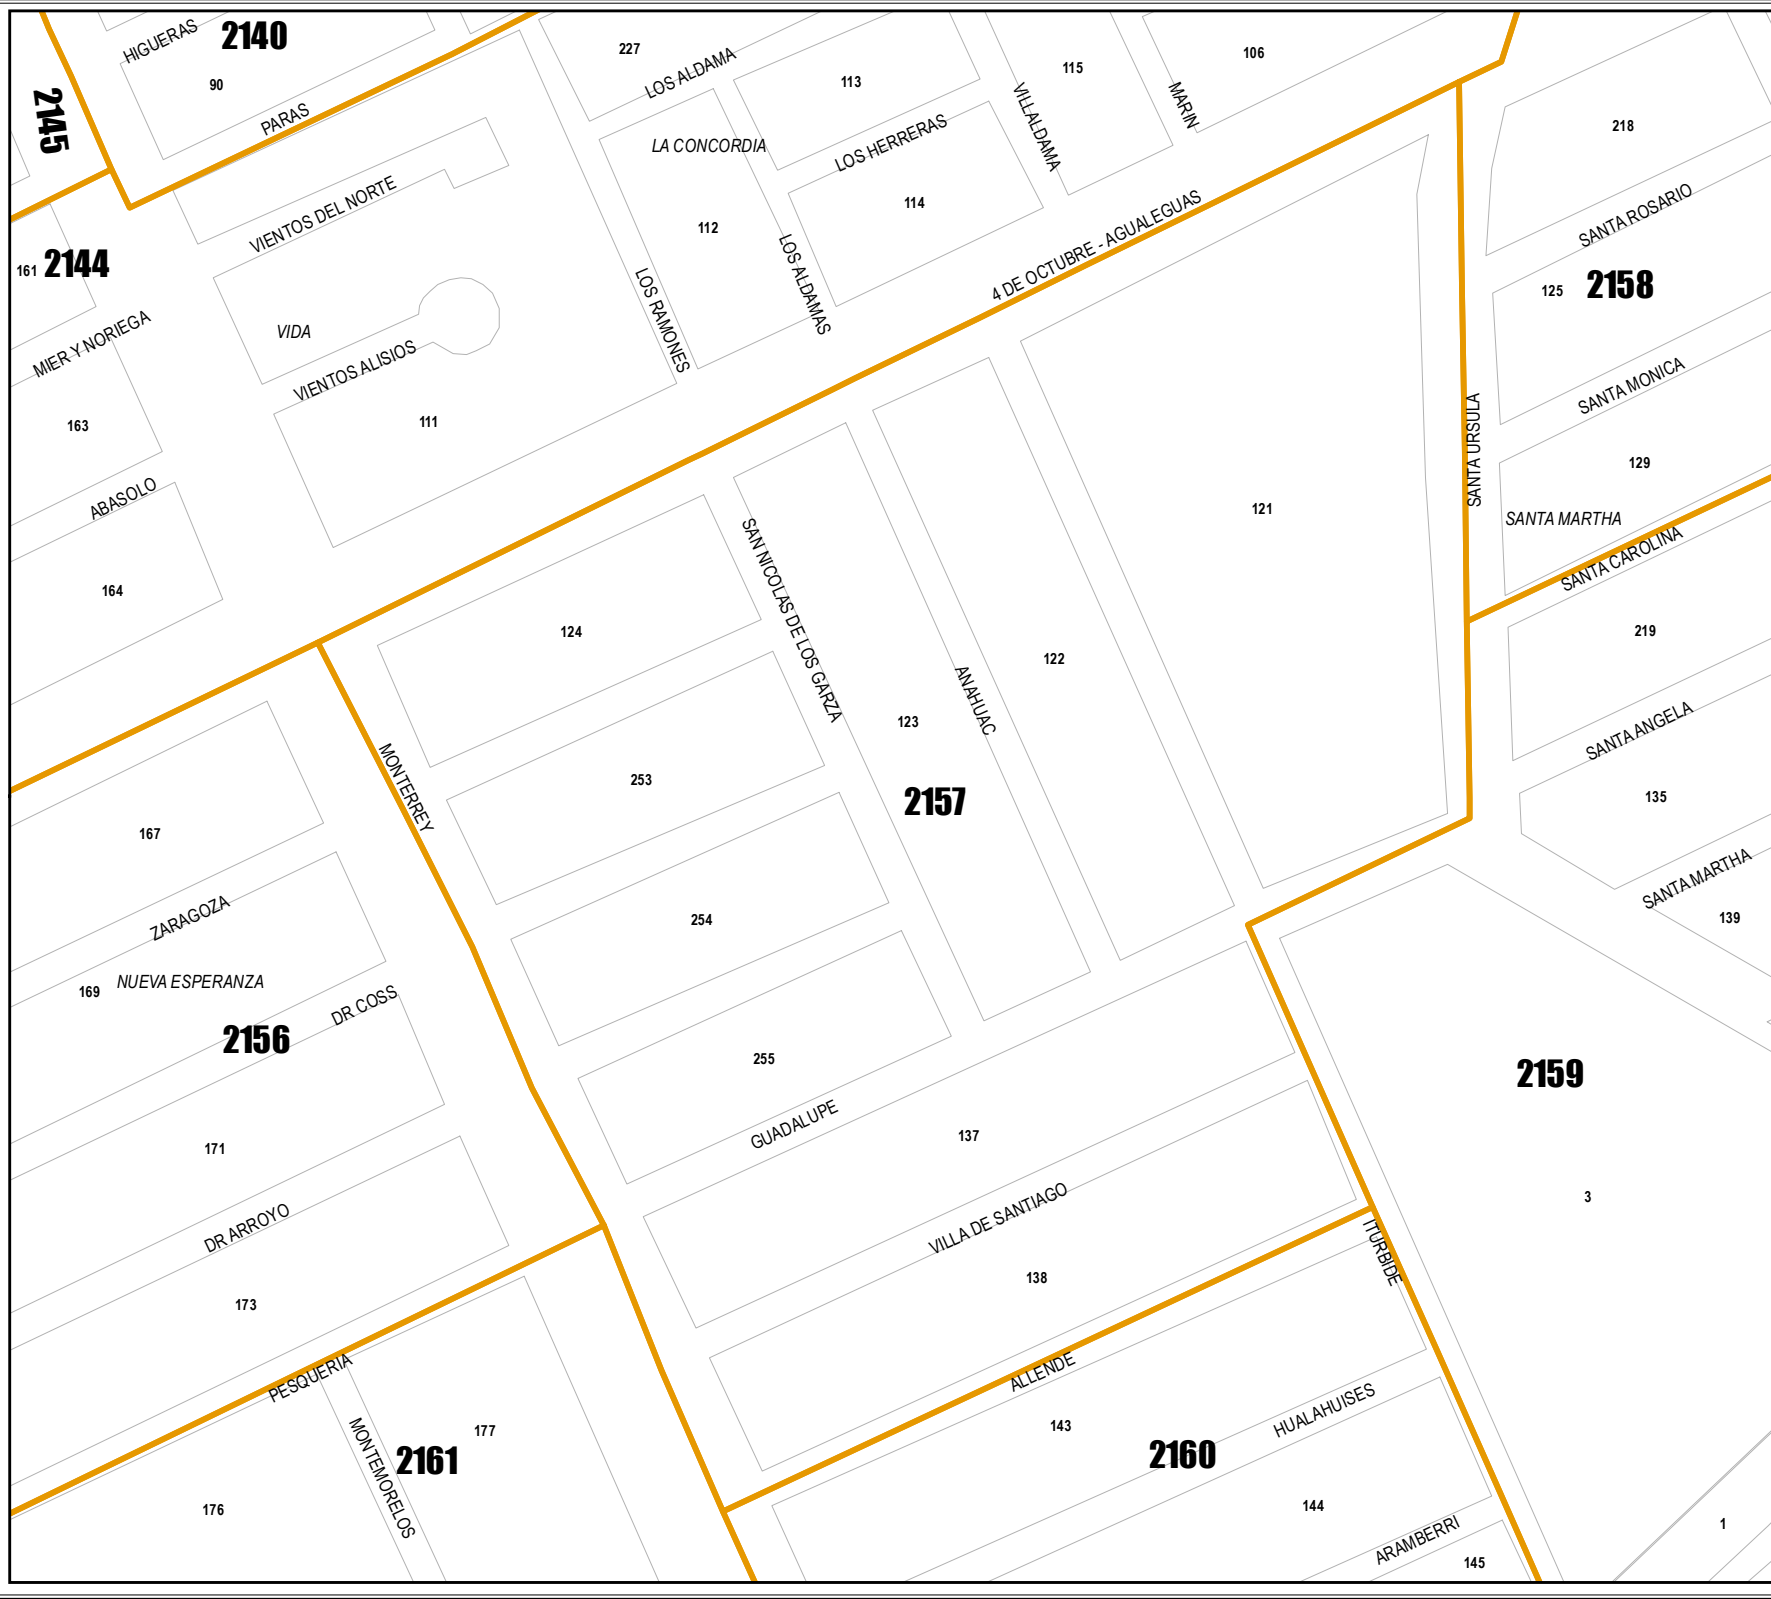 HIGUERAS
2140
90
227
LOS ALDAMA
106
113
115
2145
PARAS
MARIN
VILLALDAMA
218
LA CONCORDIA
LOS HERRERAS
VIENTOS DEL NORTE
112
114
SANTA ROSARIO
4 DE OCTUBRE - AGUALEGUAS
161
2144
LOS ALDAMAS
2158
125
LOS RAMONES
VIDA
MIER Y NORIEGA
VIENTOS ALISIOS
SANTA MONICA
163
111
SANTA URSULA
129
ABASOLO
121
SANTA MARTHA
SANTA CAROLINA
164
124
SAN NICOLAS DE LOS GARZA
219
122
ANAHUAC
123
SANTA ANGELA
MONTERREY
253
2157
135
167
SANTA MARTHA
ZARAGOZA
254
139
NUEVA ESPERANZA
169
DR COSS
2156
255
2159
GUADALUPE
137
171
3
VILLA DE SANTIAGO
DR ARROYO
ITURBIDE
138
173
PESQUERIA
ALLENDE
HUALAHUISES
143
177
MONTEMORELOS
2161
2160
176
144
1
ARAMBERRI
145